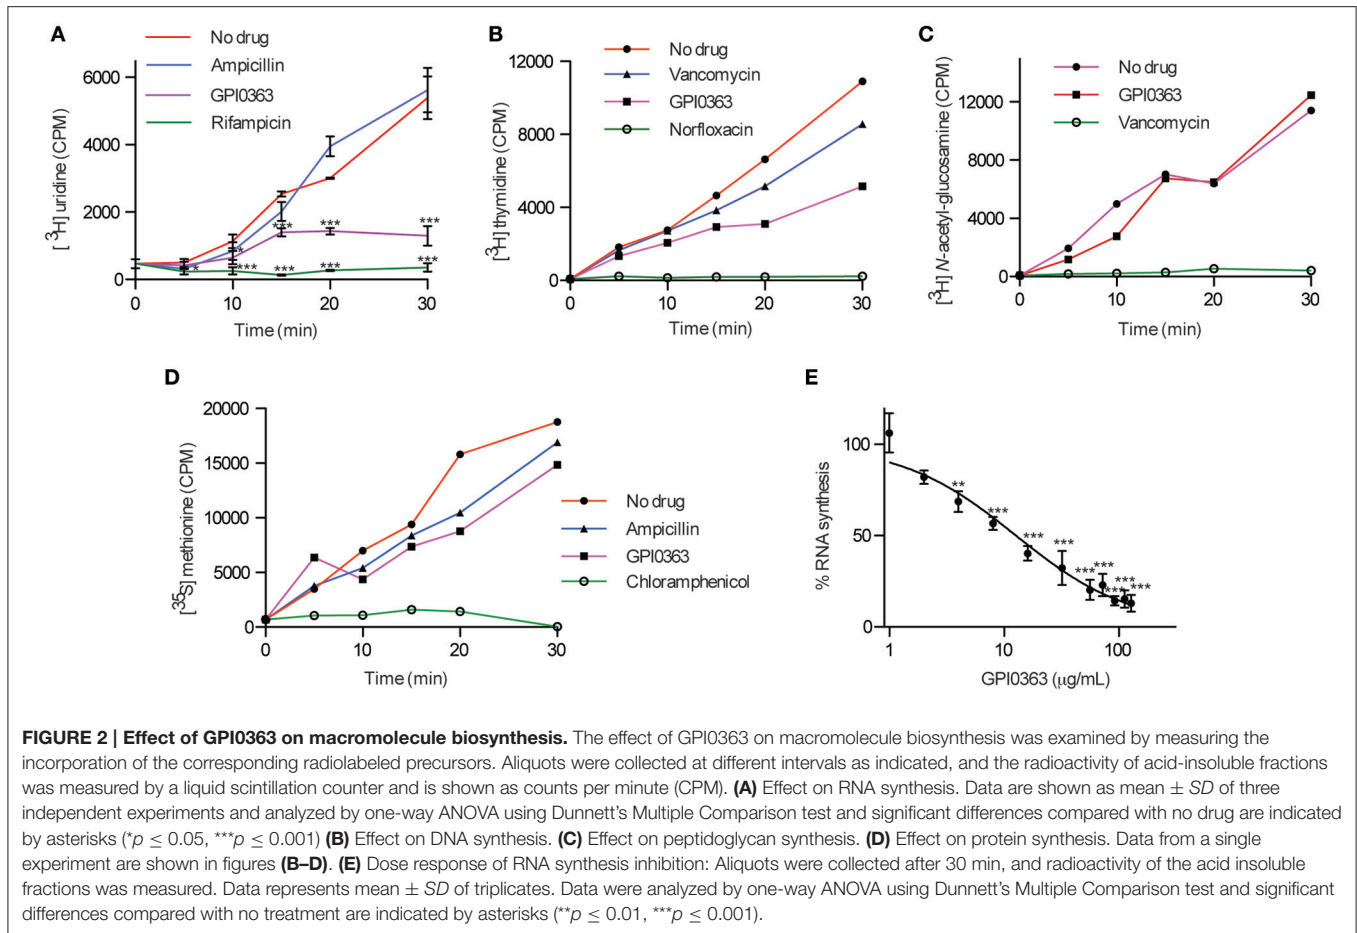 A
No drug
Ampicillin
GPI0363
Rifampicin
[ 3H] uridine (CPM)
6000
4000
2000
0
* *
* *
*** *** ***
*** *** *** ***
0 10 20 30
Time (min)
B
No drug
Vancomycin
GPI0363
Norfloxacin
[3H] thymidine (CPM)
12000
8000
4000
0
0 10 20 30
Time (min)
C
No drug
GPI0363
Vancomycin
[3H] N-acetyl-glucosamine (CPM)
12000
8000
4000
0
0 10 20 30
Time (min)
D
[35S] methionine (CPM)
20000
15000
10000
5000
0
No drug
Ampicillin
GPI0363
Chloramphenicol
0 10 20 30
Time (min)
E
% RNA synthesis
100
50
0
** *** *** *** *** *** *** *** ***
1 10 100
GPI0363 (μg/mL)
FIGURE 2 | Effect of GPI0363 on macromolecule biosynthesis. The effect of GPI0363 on macromolecule biosynthesis was examined by measuring the
incorporation of the corresponding radiolabeled precursors. Aliquots were collected at different intervals as indicated, and the radioactivity of acid-insoluble fractions
was measured by a liquid scintillation counter and is shown as counts per minute (CPM). (A) Effect on RNA synthesis. Data are shown as mean ± SD of three
independent experiments and analyzed by one-way ANOVA using Dunnett's Multiple Comparison test and significant differences compared with no drug are indicated
by asterisks (*p ≤ 0.05, ***p ≤ 0.001) (B) Effect on DNA synthesis. (C) Effect on peptidoglycan synthesis. (D) Effect on protein synthesis. Data from a single
experiment are shown in figures (B–D). (E) Dose response of RNA synthesis inhibition: Aliquots were collected after 30 min, and radioactivity of the acid insoluble
fractions was measured. Data represents mean ± SD of triplicates. Data were analyzed by one-way ANOVA using Dunnett's Multiple Comparison test and significant
differences compared with no treatment are indicated by asterisks (**p ≤ 0.01, ***p ≤ 0.001).